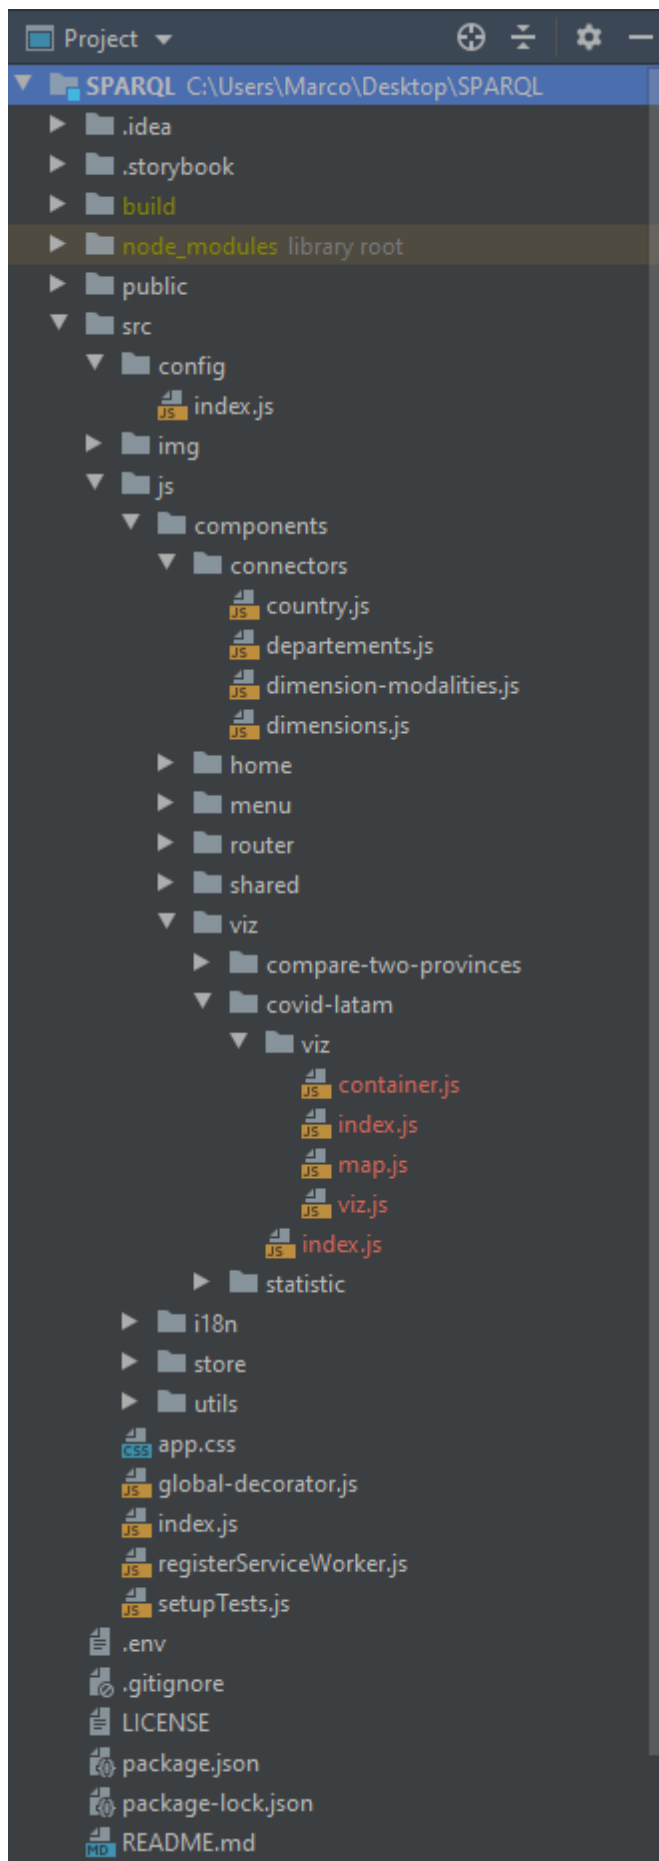 Project
SPARQL C:\Users\Marco\Desktop\SPARQL
.idea
.storybook
build
node_modules library root
public
src
config
index.js
img
js
components
connectors
country.js
departements.js
dimension-modalities.js
dimensions.js
home
menu
router
shared
viz
compare-two-provinces
covid-latam
viz
container.js
index.js
map.js
viz.js
index.js
statistic
i18n
store
utils
app.css
global-decorator.js
index.js
registerServiceWorker.js
setupTests.js
.env
.gitignore
LICENSE
package.json
package-lock.json
README.md